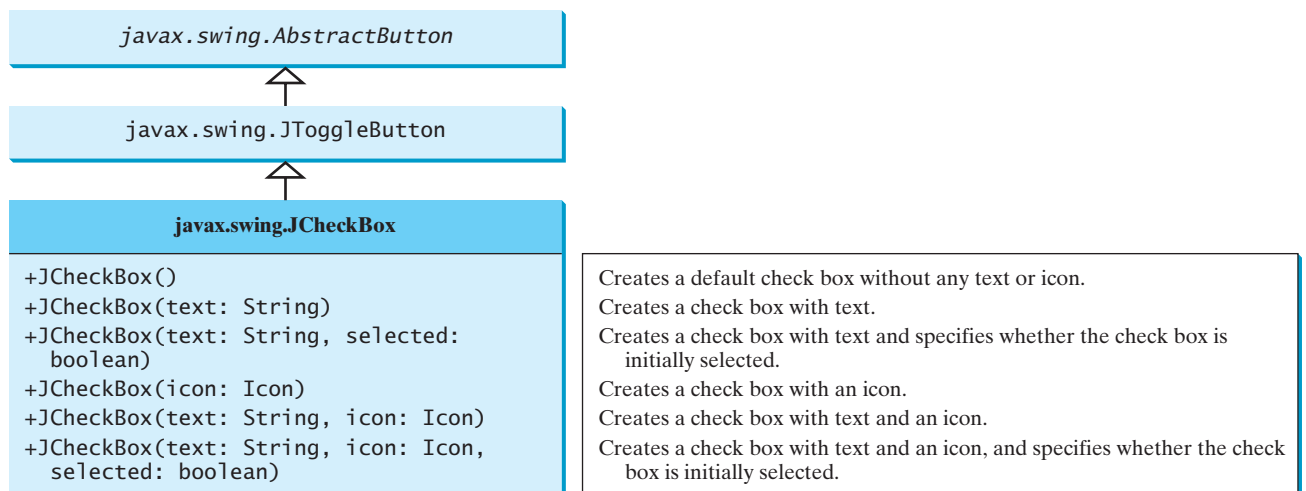 javax.swing.AbstractButton
javax.swing.JToggleButton
javax.swing.JCheckBox
+JCheckBox()
+JCheckBox(text: String)
+JCheckBox(text: String, selected:
boolean)
+JCheckBox(icon: Icon)
+JCheckBox(text: String, icon: Icon)
+JCheckBox(text: String, icon: Icon,
selected: boolean)
Creates a default check box without any text or icon.
Creates a check box with text.
Creates a check box with text and specifies whether the check box is
initially selected.
Creates a check box with an icon.
Creates a check box with text and an icon.
Creates a check box with text and an icon, and specifies whether the check
box is initially selected.